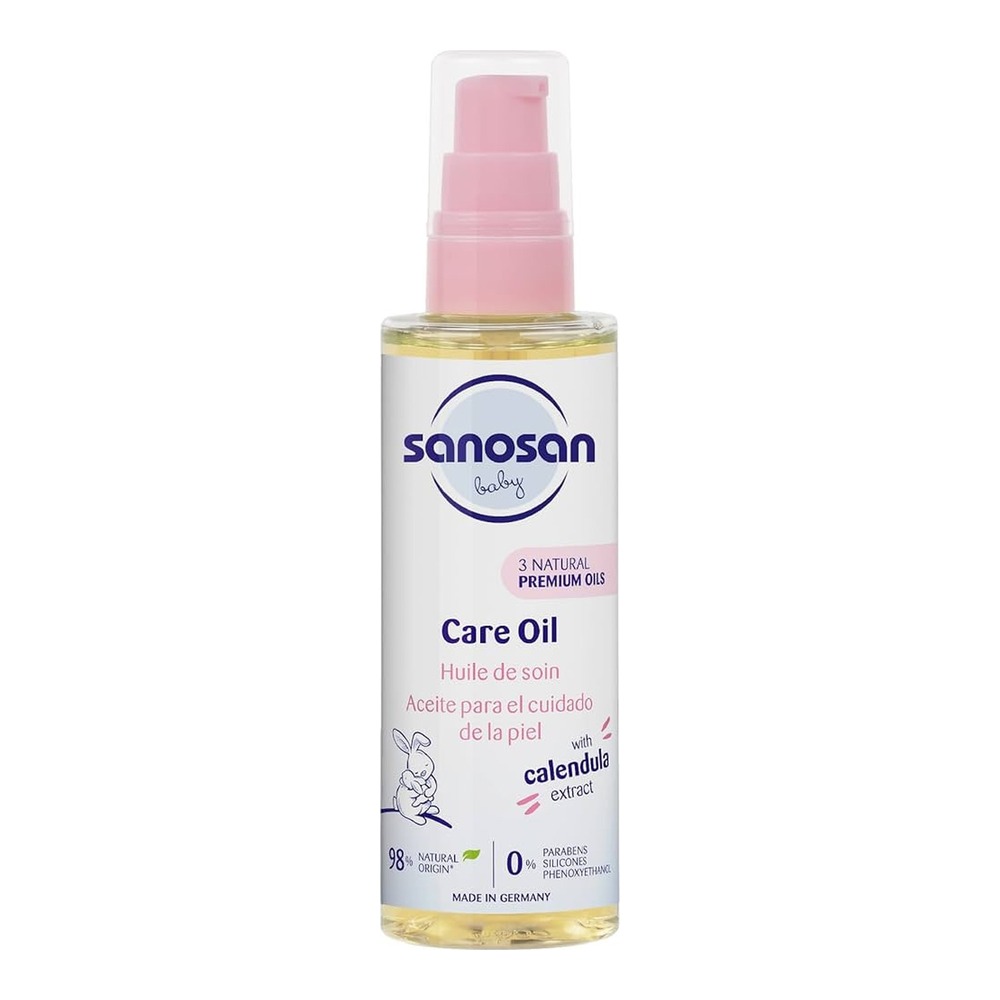 sanosan
baby
3 NATURAL
PREMIUM OILS
Care Oil
Huile de soin
Aceite para el cuidado
de la piel
with
calendula
extract
98% NATURAL
ORIGIN*
0% PARABENS
SILICONES
PHENOXYETHANOL
MADE IN GERMANY